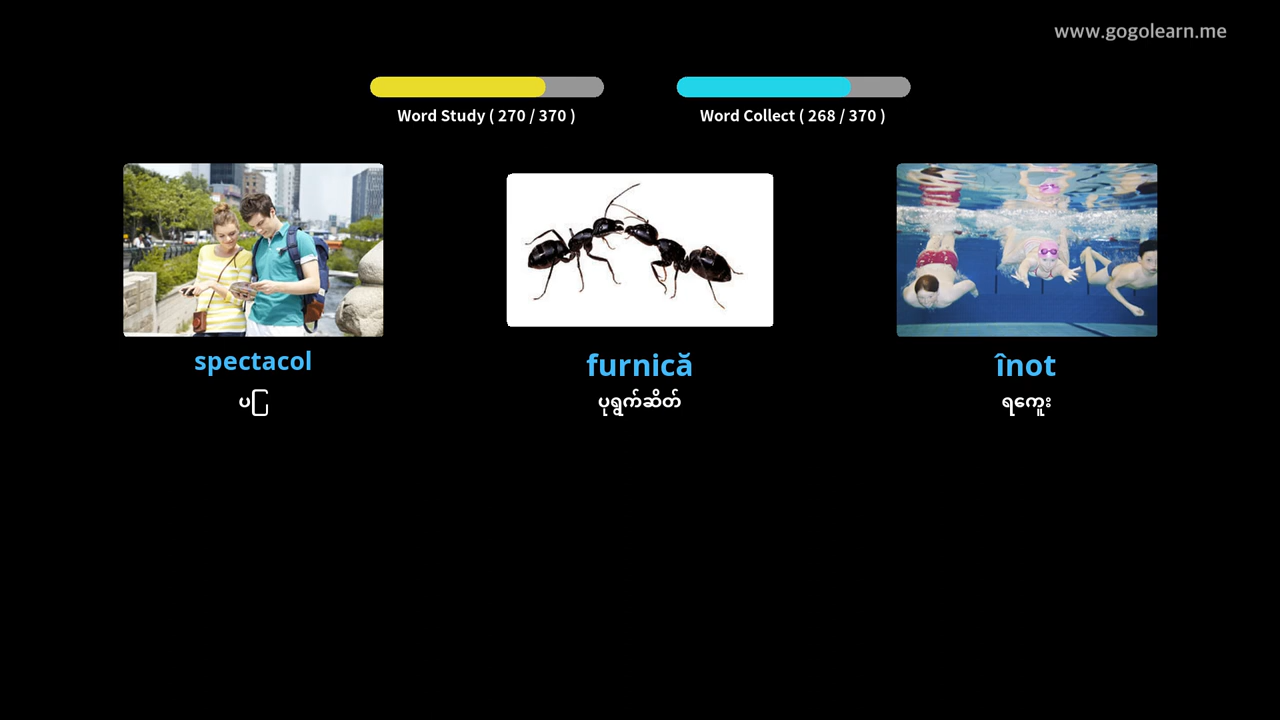 www.gogolearn.me
Word Study ( 270 / 370 )
Word Collect ( 268 / 370 )
spectacol
furnică
înot
ပြ
ပုရွက်ဆိတ်
ရေကူး